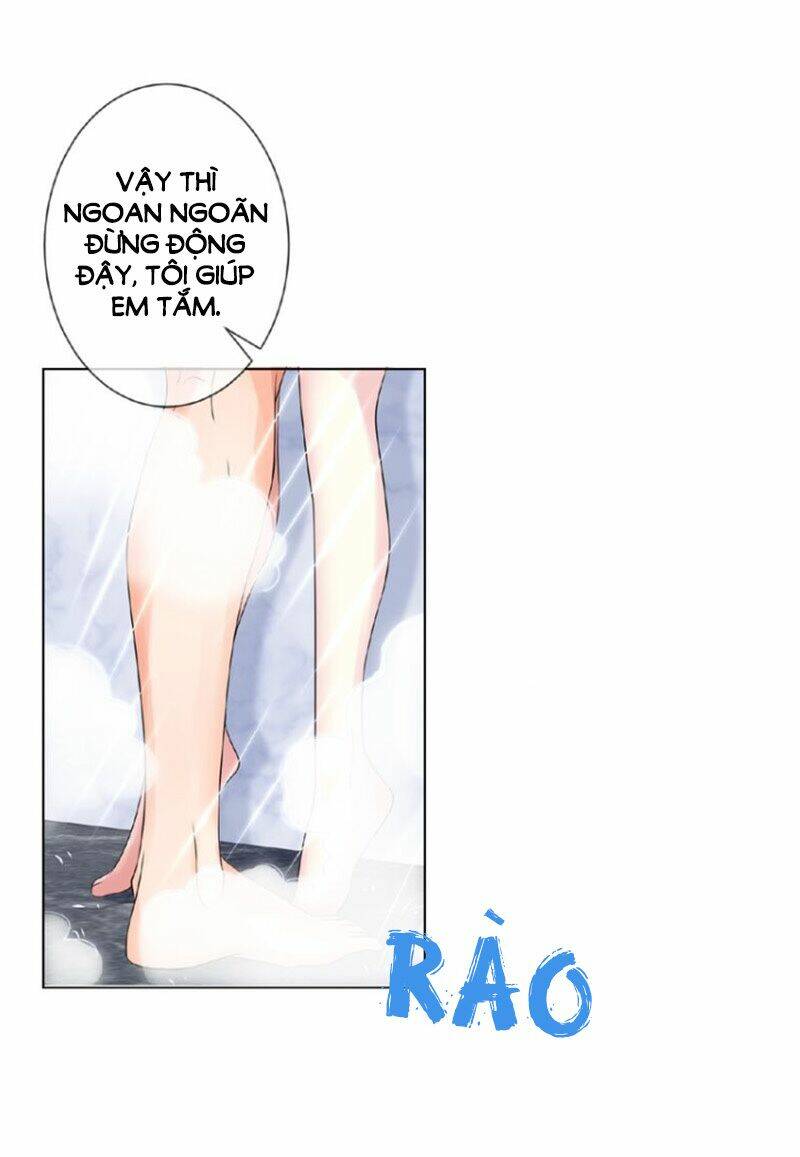 VẬY THÌ
NGOAN NGOÃN
ĐỪNG ĐỘNG
ĐẬY, TÔI GIÚP
EM TẮM.
RÀO